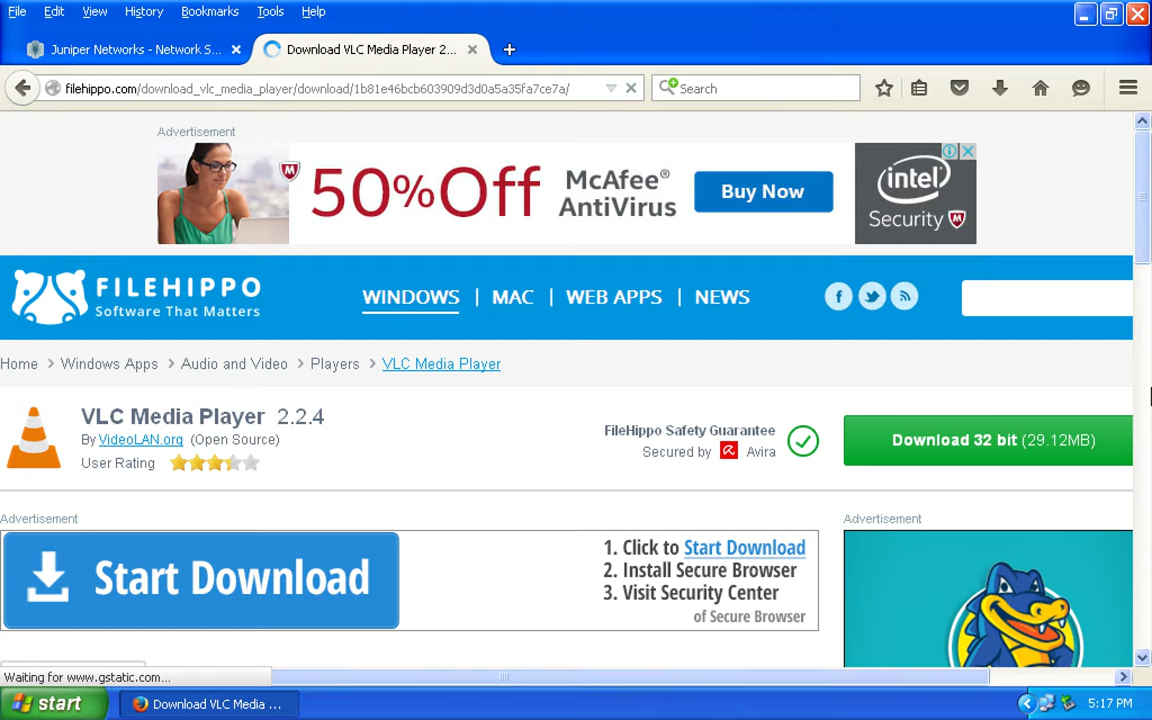 File Edit View History Bookmarks Tools Help
Juniper Networks - Network S... Download VLC Media Player 2...
filehippo.com/download_vlc_media_player/download/1b81e46bcb603909d3d0a5a35fa7ce7a/ Search
Advertisement
50%Off McAfee® AntiVirus Buy Now intel Security
FILEHIPPO
Software That Matters
WINDOWS | MAC | WEB APPS | NEWS
Home > Windows Apps > Audio and Video > Players > VLC Media Player
VLC Media Player 2.2.4
By VideoLAN.org (Open Source)
User Rating
FileHippo Safety Guarantee
Secured by Avira
Download 32 bit (29.12MB)
Advertisement
Start Download
1. Click to Start Download
2. Install Secure Browser
3. Visit Security Center
of Secure Browser
Advertisement
Waiting for www.gstatic.com...
start Download VLC Media ... 5:17 PM